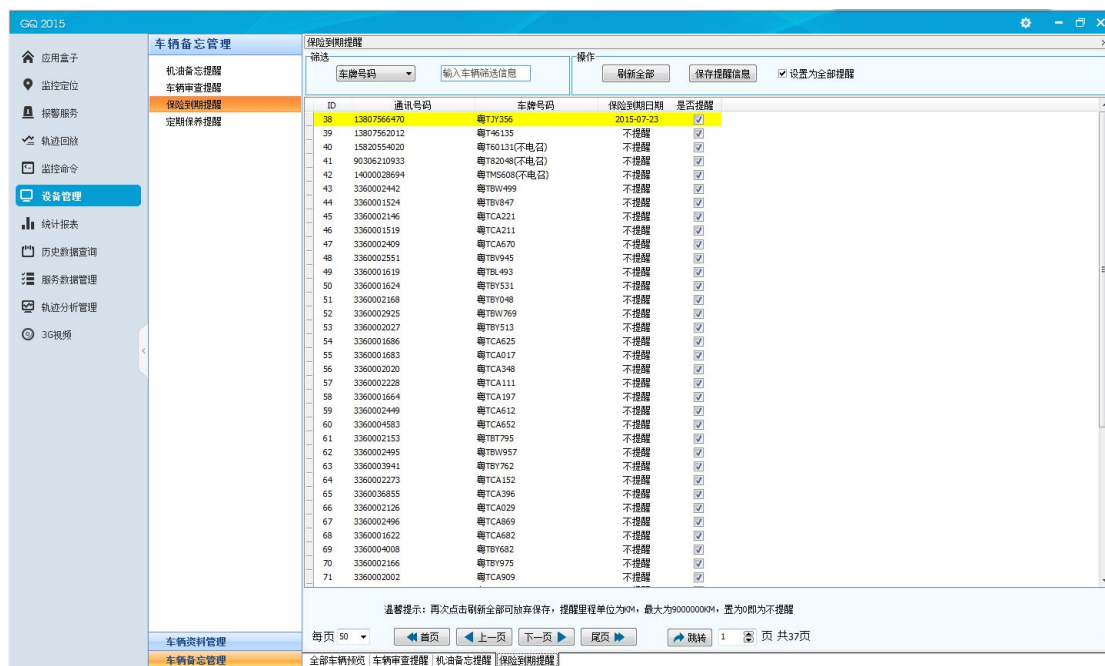 GQ 2015
应用盒子
监控定位
报警服务
轨迹回放
监控命令
设备管理
统计报表
历史数据查询
服务数据管理
轨迹分析管理
3G视频
车辆备忘管理
机油备忘提醒
车辆审查提醒
保险到期提醒
定期保养提醒
车辆资料管理
车辆备忘管理
保险到期提醒
筛选
车牌号码
输入车辆筛选信息
操作
刷新全部
保存提醒信息
设置为全部提醒
ID 通讯号码 车牌号码 保险到期日期 是否提醒
38 13807566470 粤TJY356 2015-07-23
39 13807562012 粤T46135 不提醒
40 15820554020 粤T60131(不电召) 不提醒
41 90306210933 粤T82048(不电召) 不提醒
42 14000028694 粤TMS608(不电召) 不提醒
43 3360002442 粤TBW499 不提醒
44 3360001524 粤TBV847 不提醒
45 3360002146 粤TCA221 不提醒
46 3360001519 粤TCA211 不提醒
47 3360002409 粤TCA670 不提醒
48 3360002551 粤TBV945 不提醒
49 3360001619 粤TBL493 不提醒
50 3360001624 粤TBY531 不提醒
51 3360002168 粤TBY048 不提醒
52 3360002925 粤TBW769 不提醒
53 3360002027 粤TBY513 不提醒
54 3360001686 粤TCA625 不提醒
55 3360001683 粤TCA017 不提醒
56 3360002020 粤TCA348 不提醒
57 3360002228 粤TCA111 不提醒
58 3360001664 粤TCA197 不提醒
59 3360002449 粤TCA612 不提醒
60 3360004583 粤TCA652 不提醒
61 3360002153 粤TBT795 不提醒
62 3360002495 粤TBW957 不提醒
63 3360003941 粤TBY762 不提醒
64 3360002273 粤TCA152 不提醒
65 3360036855 粤TCA396 不提醒
66 3360002126 粤TCA029 不提醒
67 3360002496 粤TCA869 不提醒
68 3360001622 粤TCA682 不提醒
69 3360004008 粤TBY682 不提醒
70 3360002166 粤TBY975 不提醒
71 3360002002 粤TCA909 不提醒
温馨提示：再次点击刷新全部可放弃保存，提醒里程单位为KM，最大为9000000KM，置为0即为不提醒
每页 50 首页 上一页 下一页 尾页 跳转 1 页 共37页
全部车辆预览 车辆审查提醒 机油备忘提醒 保险到期提醒